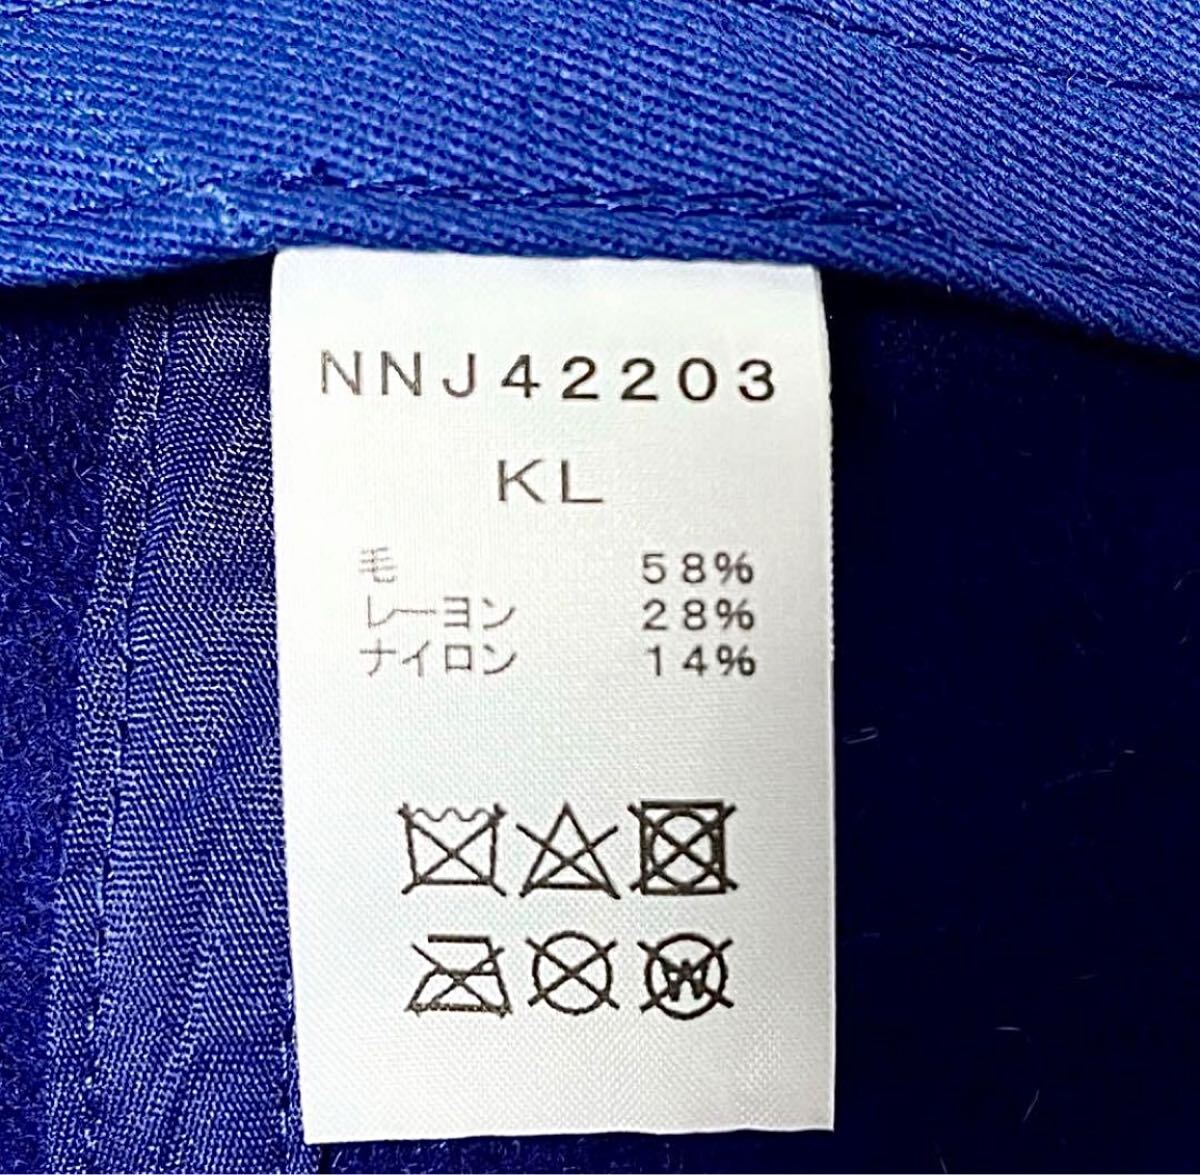 NNJ42203
KL
毛 58%
レーヨン 28%
ナイロン 14%
W